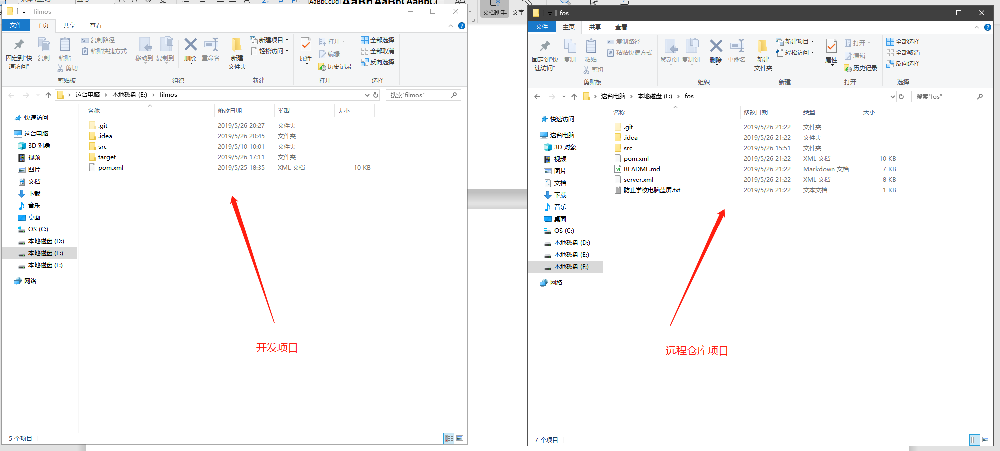 AaBbCcDd AaBb AaBbC AaBbCc
文档助手
filmos
文件 主页 共享 查看
固定到"快速访问"
复制
粘贴
复制路径
粘贴快捷方式
剪切
剪贴板
移动到
复制到
删除
重命名
组织
新建文件夹
新建项目
轻松访问
新建
属性
打开
编辑
历史记录
打开
全部选择
全部取消
反向选择
选择
这台电脑 本地磁盘 (E:) filmos
搜索"filmos"
名称 修改日期 类型 大小
.git 2019/5/26 20:27 文件夹
.idea 2019/5/26 20:45 文件夹
src 2019/5/10 10:01 文件夹
target 2019/5/26 17:11 文件夹
pom.xml 2019/5/25 18:35 XML 文档 10 KB
快速访问
这台电脑
3D 对象
视频
图片
文档
下载
音乐
桌面
OS (C:)
本地磁盘 (D:)
本地磁盘 (E:)
本地磁盘 (F:)
网络
开发项目
5 个项目
fos
文件 主页 共享 查看
固定到"快速访问"
复制
粘贴
复制路径
粘贴快捷方式
剪切
剪贴板
移动到
复制到
删除
重命名
组织
新建文件夹
新建项目
轻松访问
新建
属性
打开
编辑
历史记录
打开
全部选择
全部取消
反向选择
选择
这台电脑 本地磁盘 (F:) fos
搜索"fos"
名称 修改日期 类型 大小
.git 2019/5/26 21:22 文件夹
.idea 2019/5/26 21:22 文件夹
src 2019/5/26 15:51 文件夹
pom.xml 2019/5/26 21:22 XML 文档 10 KB
README.md 2019/5/26 21:22 Markdown 文档 7 KB
server.xml 2019/5/26 21:22 XML 文档 8 KB
防止学校电脑蓝屏.txt 2019/5/26 21:22 文本文档 1 KB
快速访问
这台电脑
3D 对象
视频
图片
文档
下载
音乐
桌面
OS (C:)
本地磁盘 (D:)
本地磁盘 (E:)
本地磁盘 (F:)
网络
远程仓库项目
7 个项目